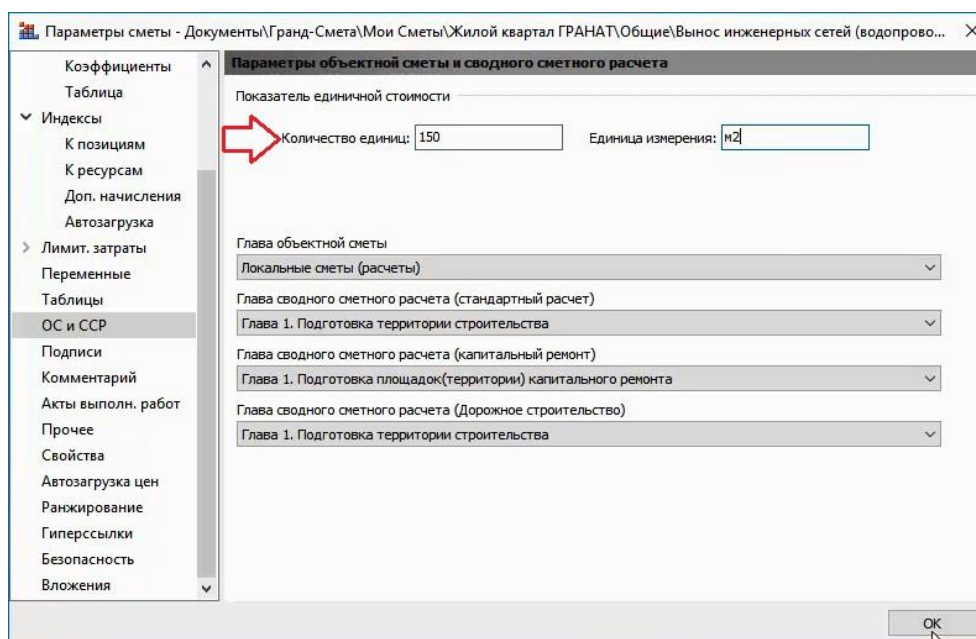 Параметры сметы - Документы\Гранд-Смета\Мои Сметы\Жилой квартал ГРАНАТ\Общие\Вынос инженерных сетей (водопрово...
Коэффициенты
Таблица
Индексы
К позициям
К ресурсам
Доп. начисления
Автозагрузка
Лимит. затраты
Переменные
Таблицы
ОС и ССР
Подписи
Комментарий
Акты выполн. работ
Прочее
Свойства
Автозагрузка цен
Ранжирование
Гиперссылки
Безопасность
Вложения
Параметры объектной сметы и сводного сметного расчета
Показатель единичной стоимости
Количество единиц: 150 Единица измерения: м2
Глава объектной сметы
Локальные сметы (расчеты)
Глава сводного сметного расчета (стандартный расчет)
Глава 1. Подготовка территории строительства
Глава сводного сметного расчета (капитальный ремонт)
Глава 1. Подготовка площадок(территории) капитального ремонта
Глава сводного сметного расчета (Дорожное строительство)
Глава 1. Подготовка территории строительства
ОК